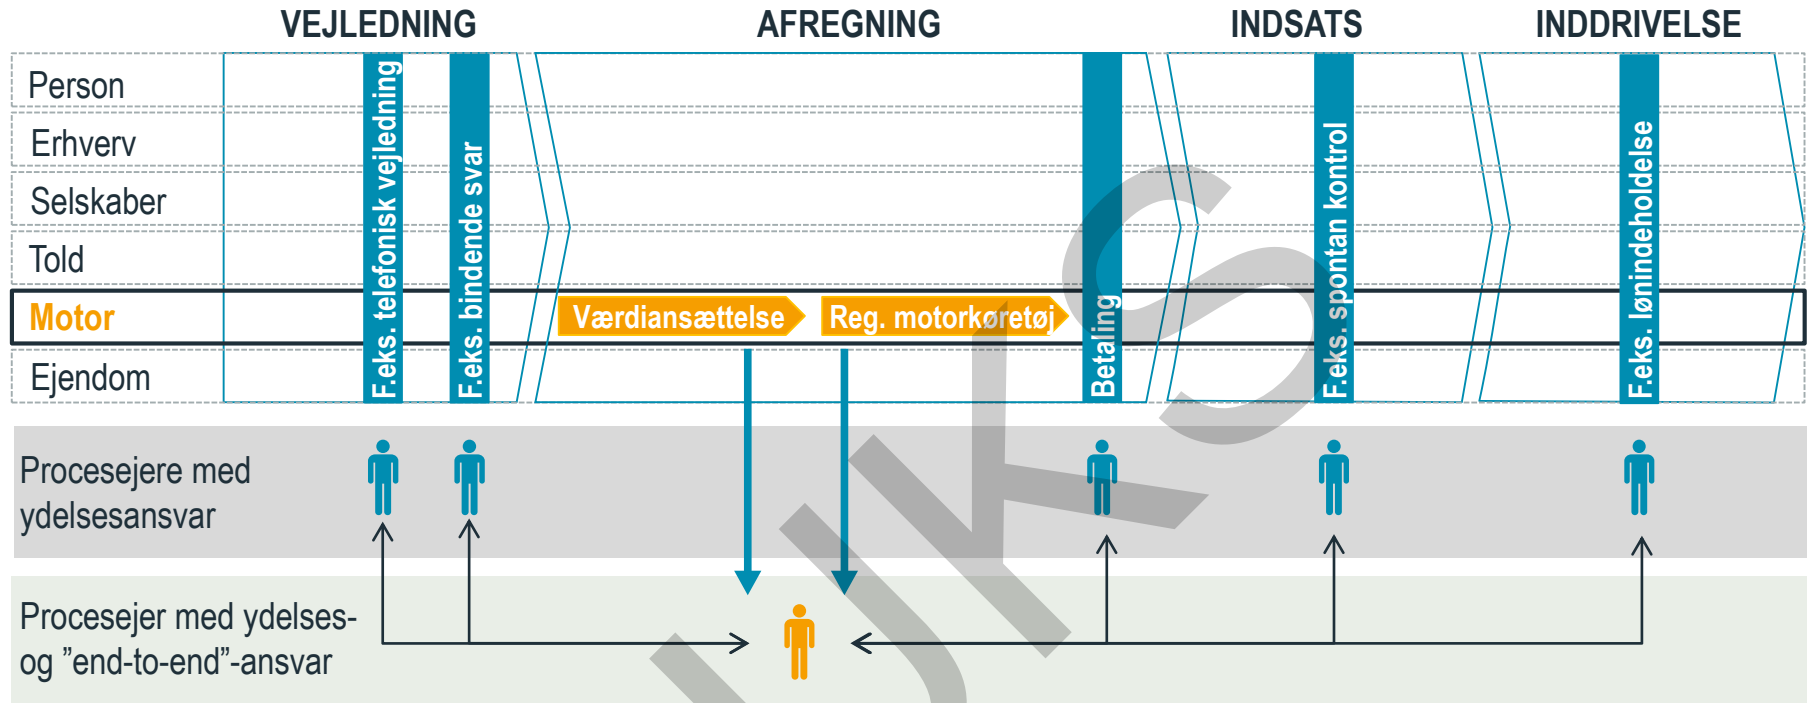 VEJLEDNING
AFREGNING
INDSATS
INDDRIVELSE
Person
Erhverv
Selskaber
Told
Motor
Ejendom
F.eks. telefonisk vejledning
F.eks. bindende svar
Værdiansættelse
Reg. motorkøretøj
Betaling
F.eks. spontan kontrol
F.eks. lønindeholdelse
Procesejere med
ydelsesansvar
Procesejer med ydelses-
og ”end-to-end”-ansvar